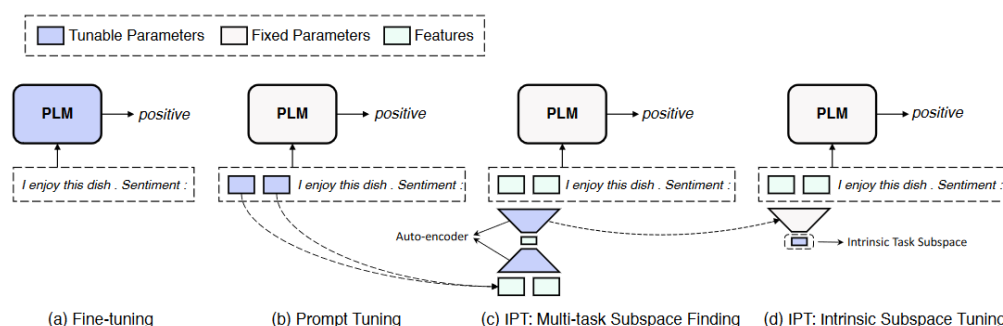 Tunable Parameters Fixed Parameters Features
PLM positive
I enjoy this dish . Sentiment :
(a) Fine-tuning
PLM positive
I enjoy this dish . Sentiment :
(b) Prompt Tuning
PLM positive
I enjoy this dish . Sentiment :
Auto-encoder
(c) IPT: Multi-task Subspace Finding
PLM positive
I enjoy this dish . Sentiment :
Intrinsic Task Subspace
(d) IPT: Intrinsic Subspace Tuning